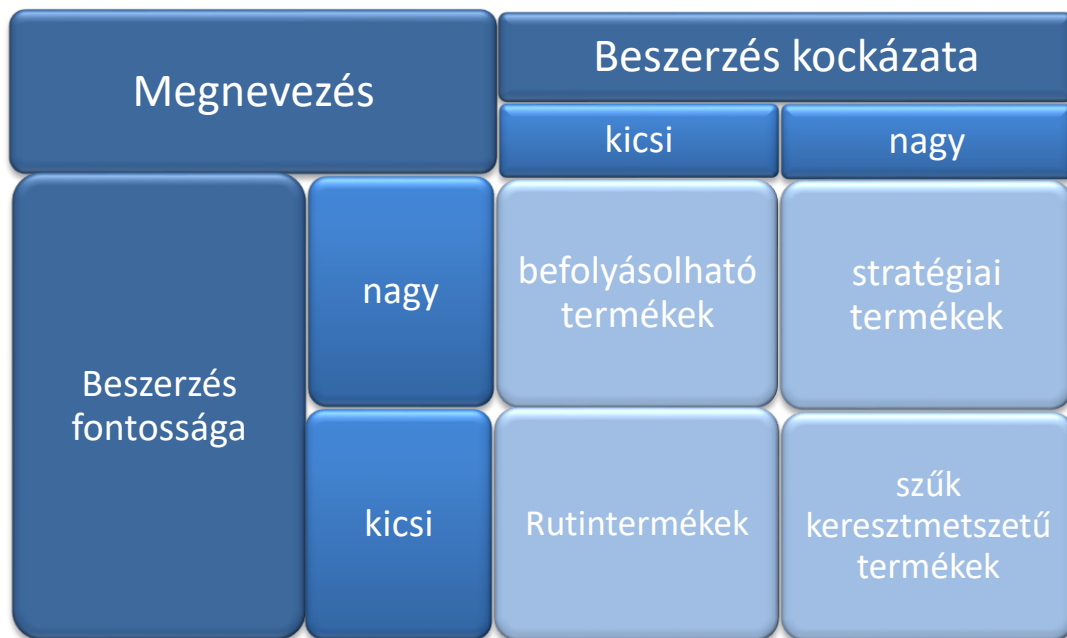 Megnevezés
Beszerzés kockázata
kicsi
nagy
Beszerzés
fontossága
nagy
befolyásolható
termékek
stratégiai
termékek
kicsi
Rutintermékek
szűk
keresztmetszetű
termékek